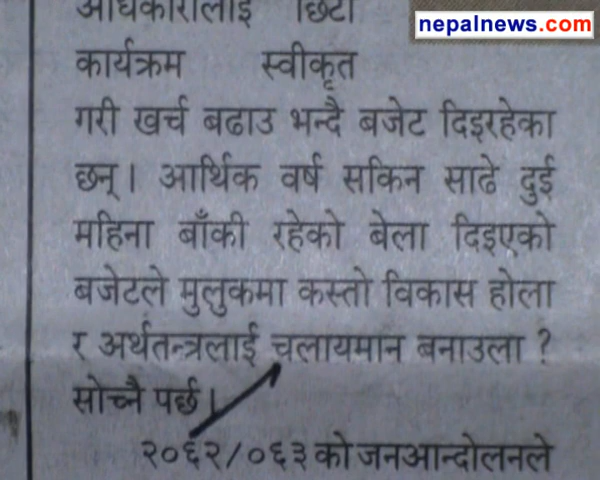 nepalnews.com
अधिकारीलाई छिटो
कार्यक्रम स्वीकृत
गरी खर्च बढाउ भन्दै बजेट दिइरहेका
छन् । आर्थिक वर्ष सकिन साढे दुई
महिना बाँकी रहेको बेला दिइएको
बजेटले मुलुकमा कस्तो विकास होला
र अर्थतन्त्रलाई चलायमान बनाउला ?
सोच्नै पर्छ ।
२०६२/०६३ को जनआन्दोलनले